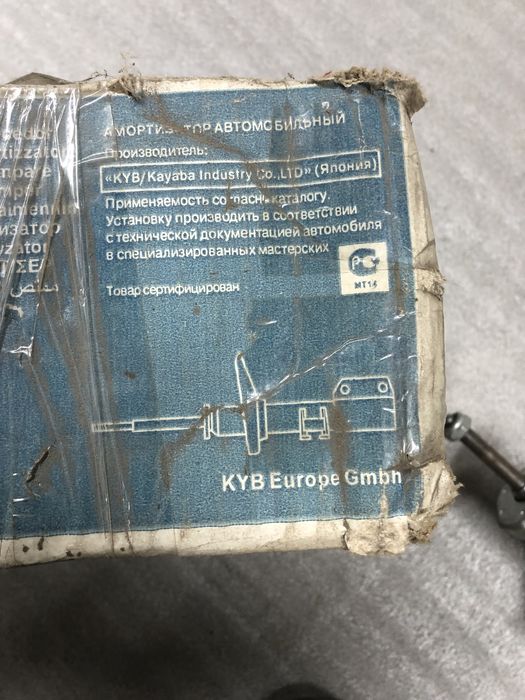 АМОРТИЗАТОР АВТОМОБИЛЬНЫЙ
Производитель:
«KYB/Kayaba Industry Co.,LTD» (Япония)
Применяемость согласно каталогу.
Установку производить в соответствии
с технической документацией автомобиля
в специализированных мастерских
РС
МТ14
Товар сертифицирован
KYB Europe Gmbh